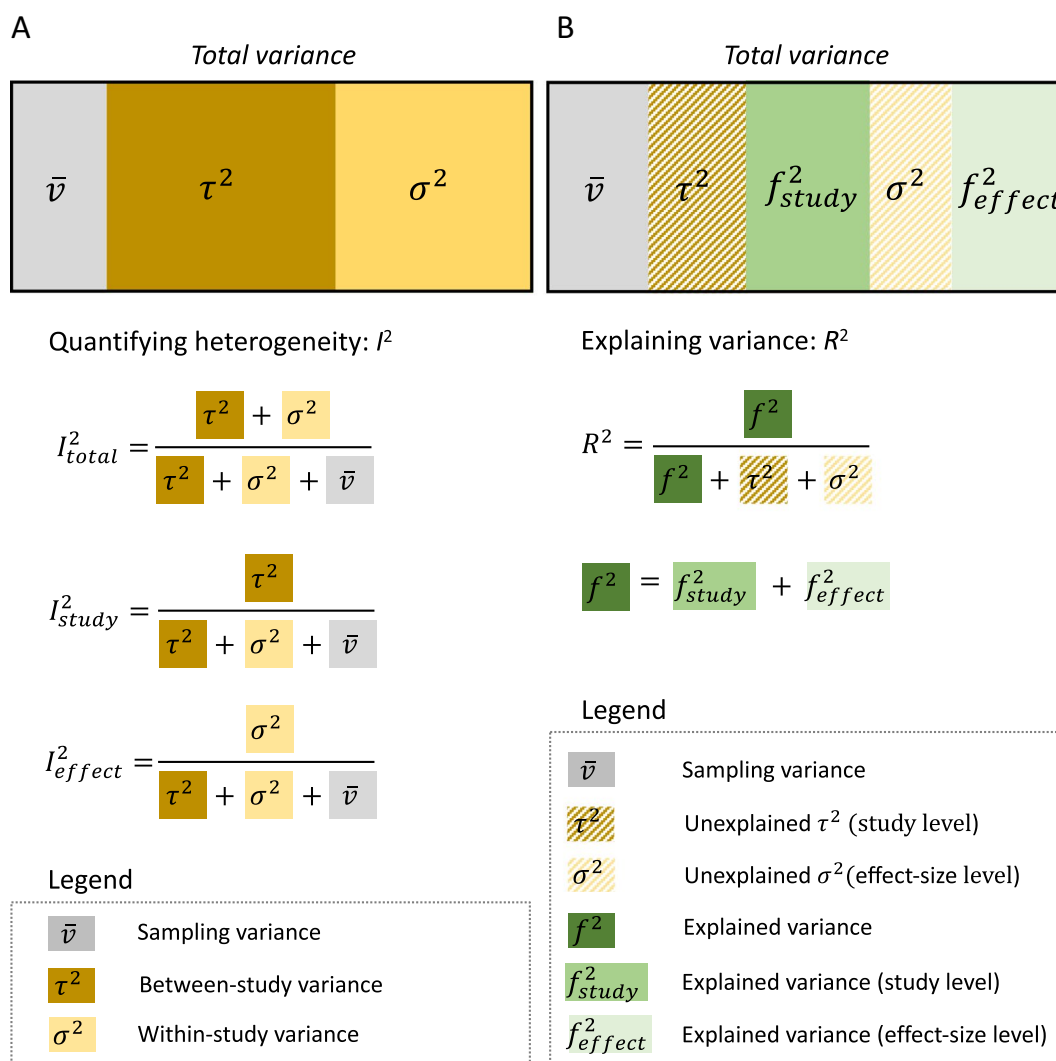 A
Total variance
v̄ τ² σ²
Quantifying heterogeneity: I²
I²total = (τ² + σ²) / (τ² + σ² + v̄)
I²study = τ² / (τ² + σ² + v̄)
I²effect = σ² / (τ² + σ² + v̄)
Legend
v̄ Sampling variance
τ² Between-study variance
σ² Within-study variance
B
Total variance
v̄ τ² f²study σ² f²effect
Explaining variance: R²
R² = f² / (f² + τ² + σ²)
f² = f²study + f²effect
Legend
v̄ Sampling variance
τ² Unexplained τ² (study level)
σ² Unexplained σ² (effect-size level)
f² Explained variance
f²study Explained variance (study level)
f²effect Explained variance (effect-size level)